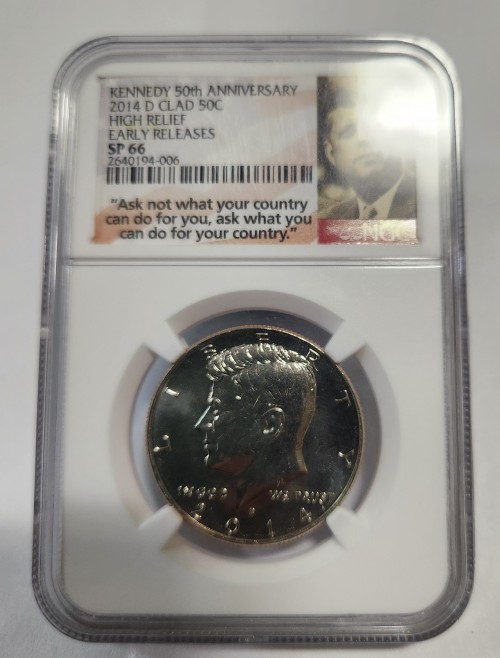 KENNEDY 50th ANNIVERSARY
2014 D CLAD 50C
HIGH RELIEF
EARLY RELEASES
SP 66
2640194-006
"Ask not what your country
can do for you, ask what you
can do for your country."
NGC
LIBERTY
IN GOD WE TRUST
D
2014